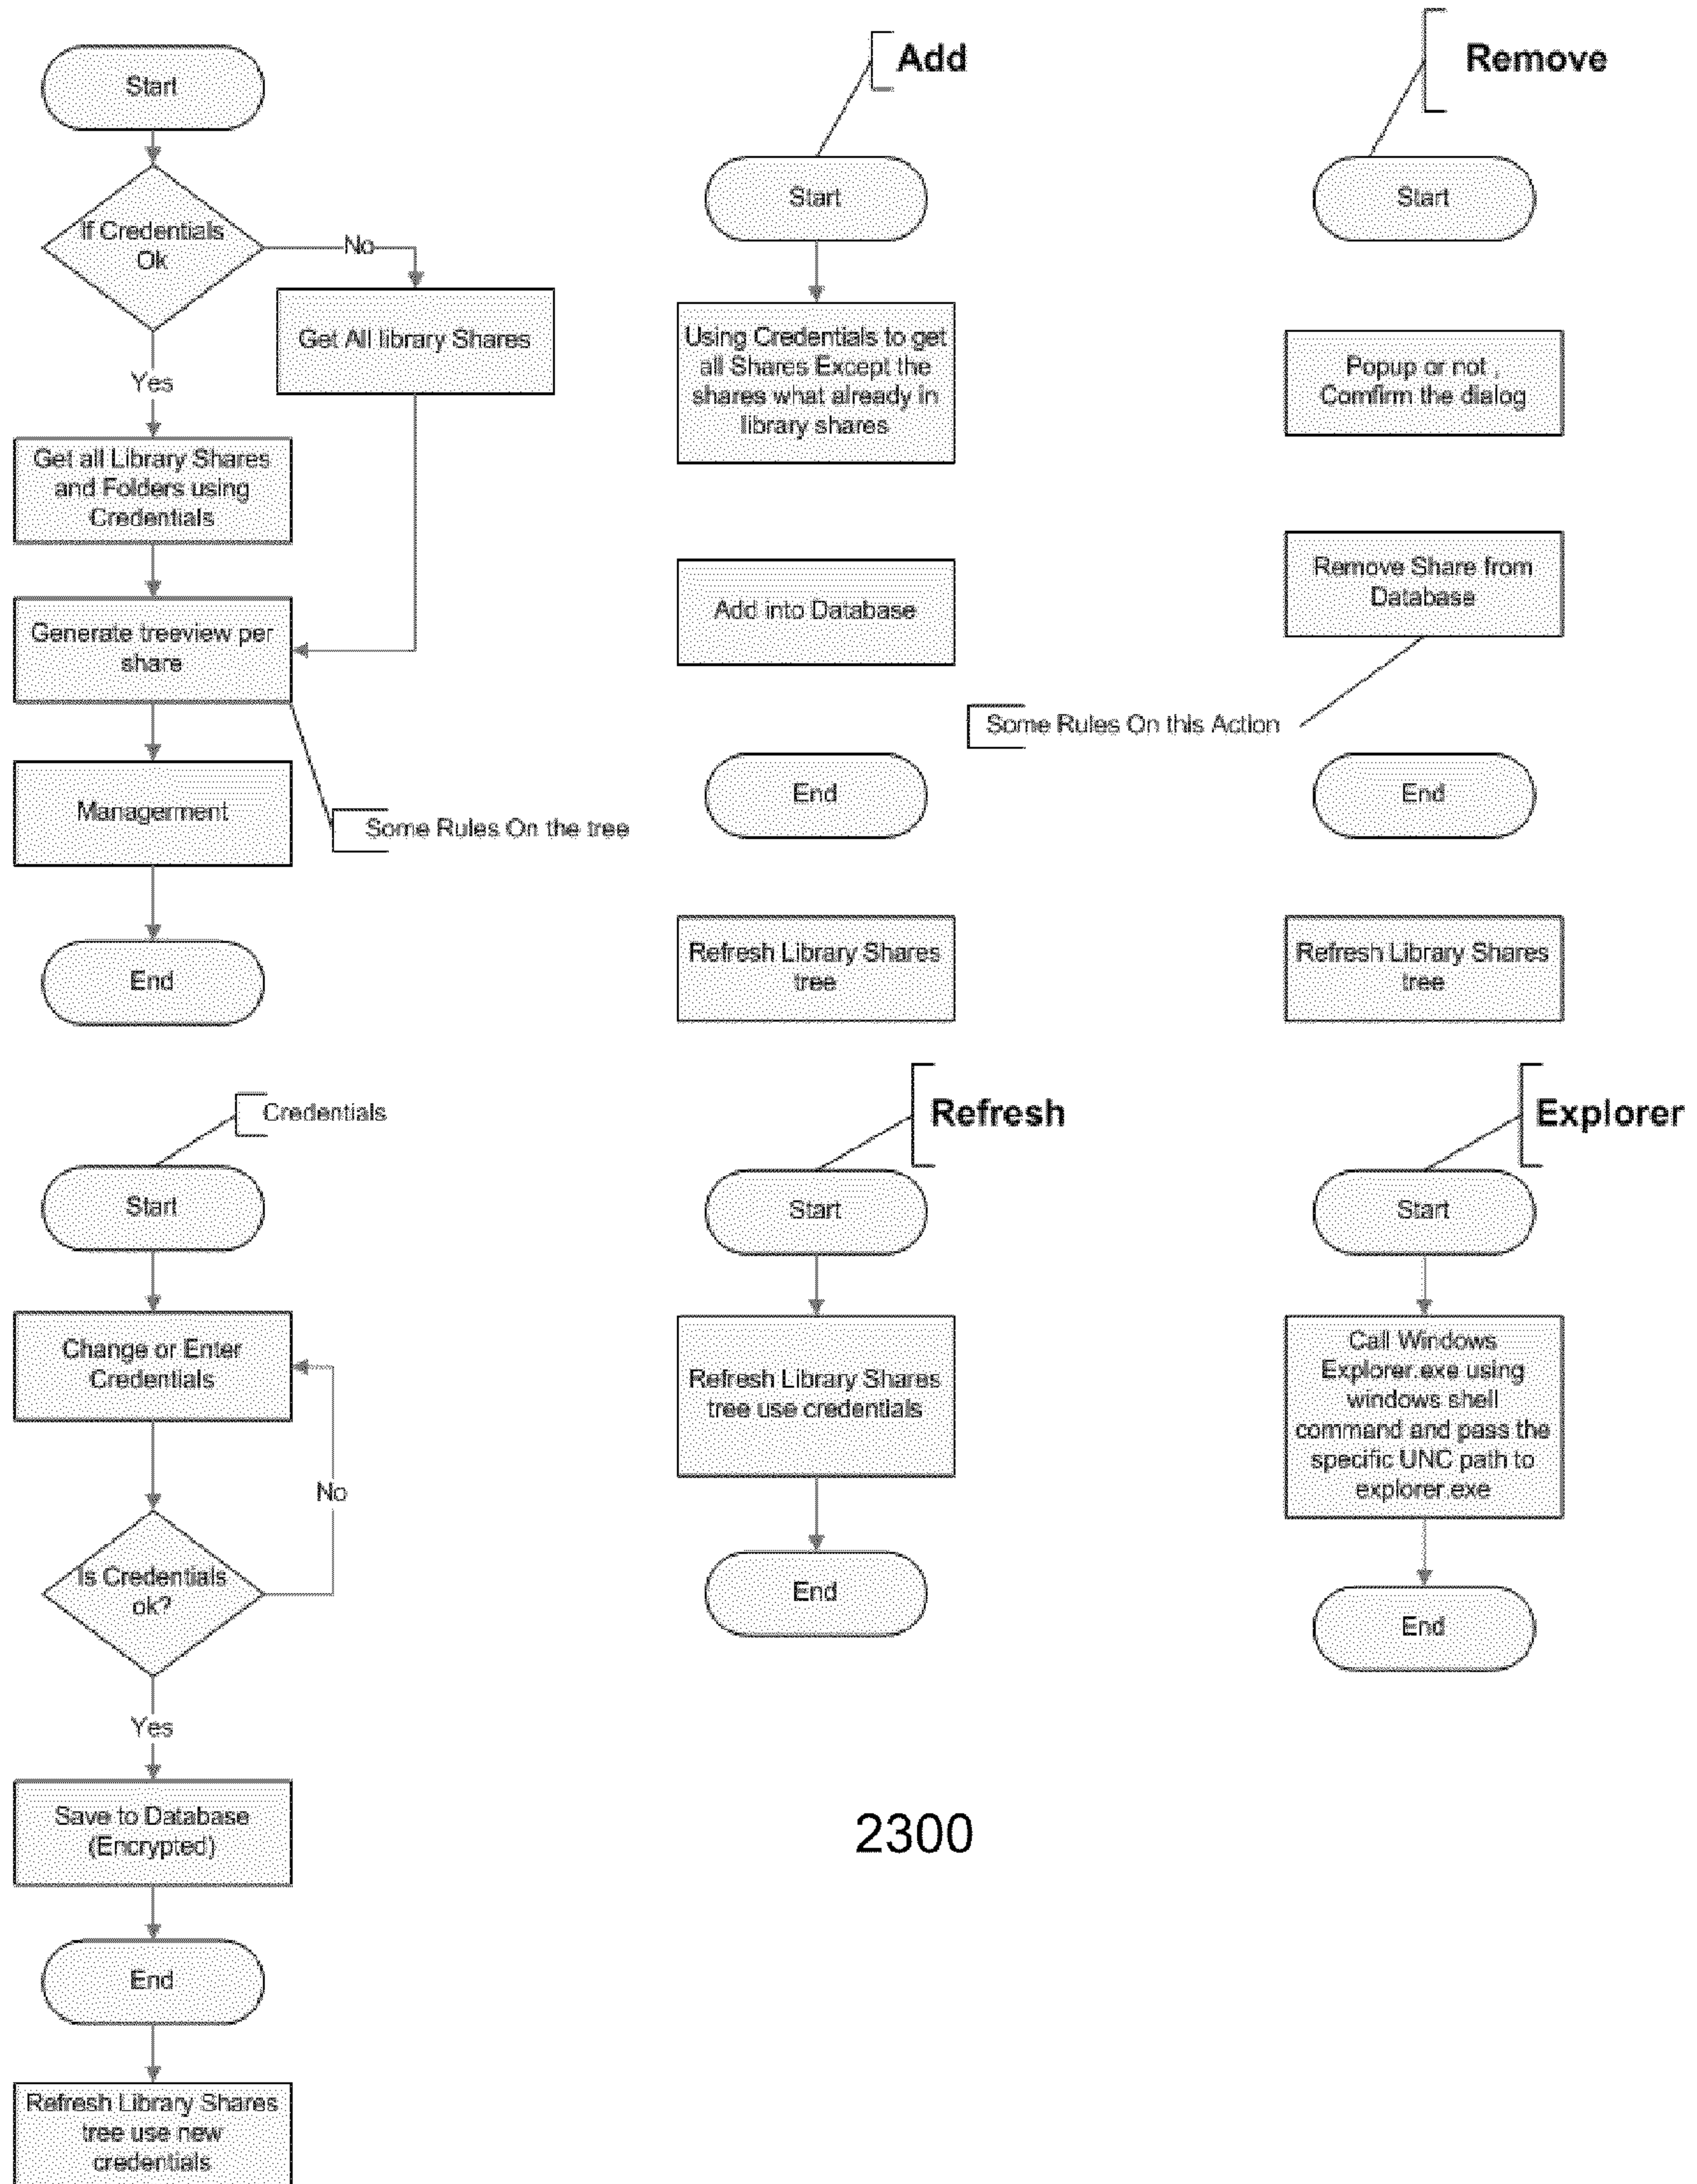 Start
If Credentials
Ok
No
Get All library Shares
Yes
Get all Library Shares
and Folders using
Credentials
Generate treeview per
share
Managerment
Some Rules On the tree
End
Add
Start
Using Credentials to get
all Shares Except the
shares what already in
library shares
Add into Database
End
Refresh Library Shares
tree
Remove
Start
Popup or not ,
Comfirm the dialog
Remove Share from
Database
Some Rules On this Action
End
Refresh Library Shares
tree
Credentials
Start
Change or Enter
Credentials
No
Is Credentials
ok?
Yes
Save to Database
(Encrypted)
End
Refresh Library Shares
tree use new
credentials
Refresh
Start
Refresh Library Shares
tree use credentials
End
Explorer
Start
Call Windows
Explorer.exe using
windows shell
command and pass the
specific UNC path to
explorer.exe
End
2300